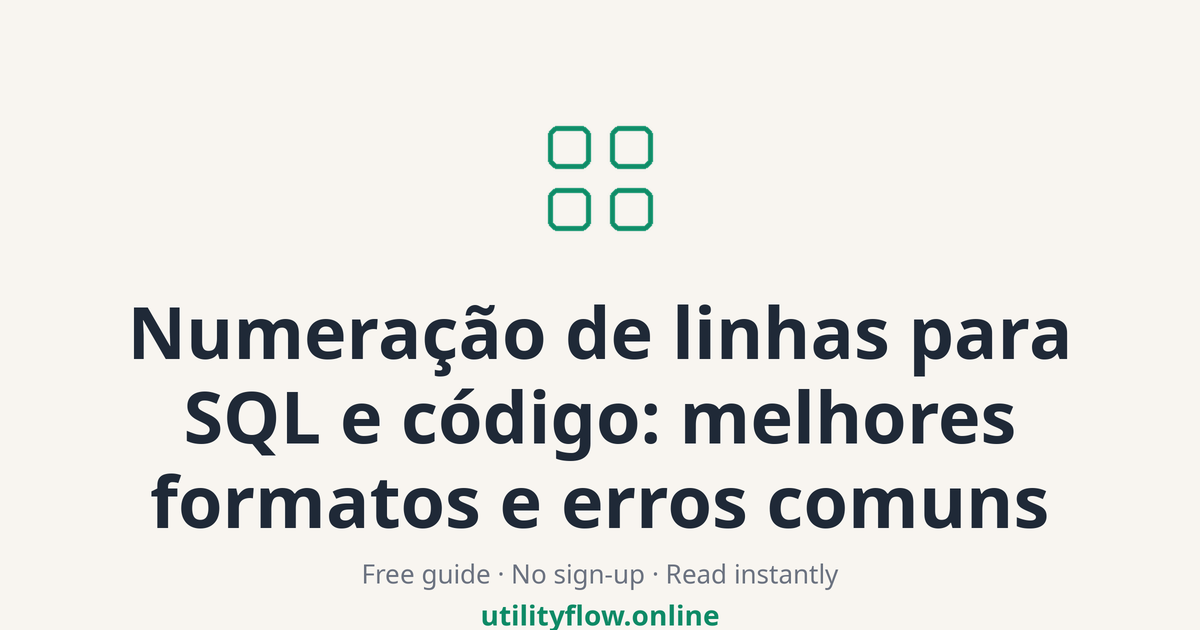 Numeração de linhas para
SQL e código: melhores
formatos e erros comuns
Free guide · No sign-up · Read instantly
utilityflow.online